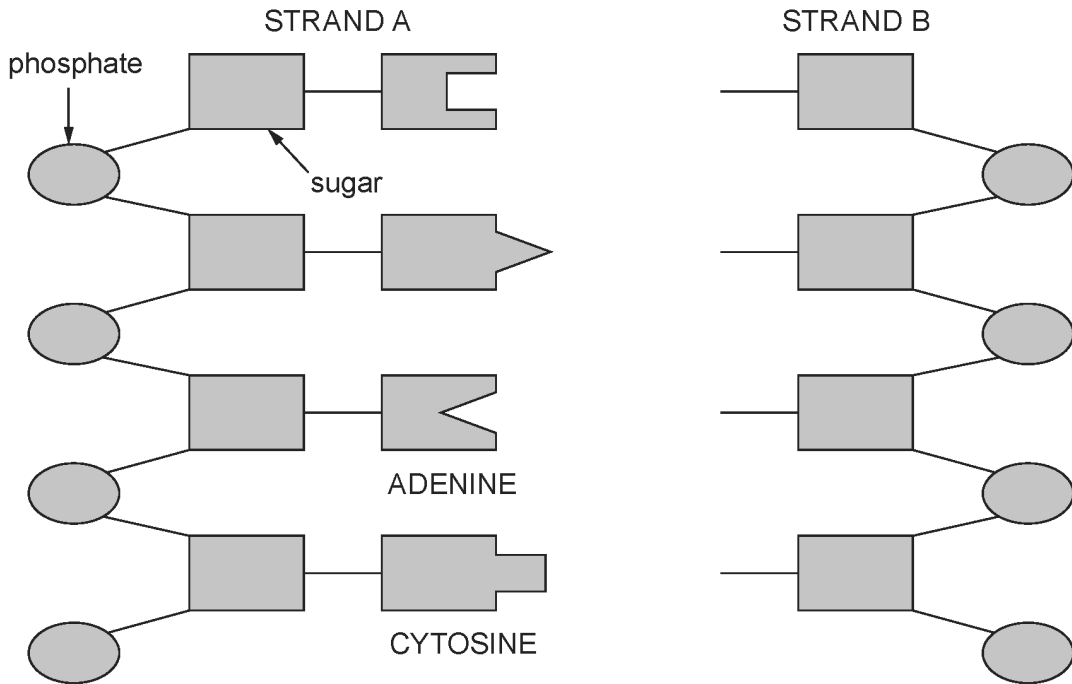 STRAND A
STRAND B
phosphate
sugar
ADENINE
CYTOSINE